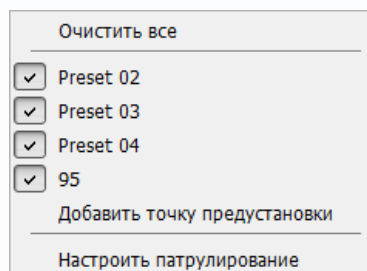 Очистить все
Preset 02
Preset 03
Preset 04
95
Добавить точку предустановки
Настроить патрулирование